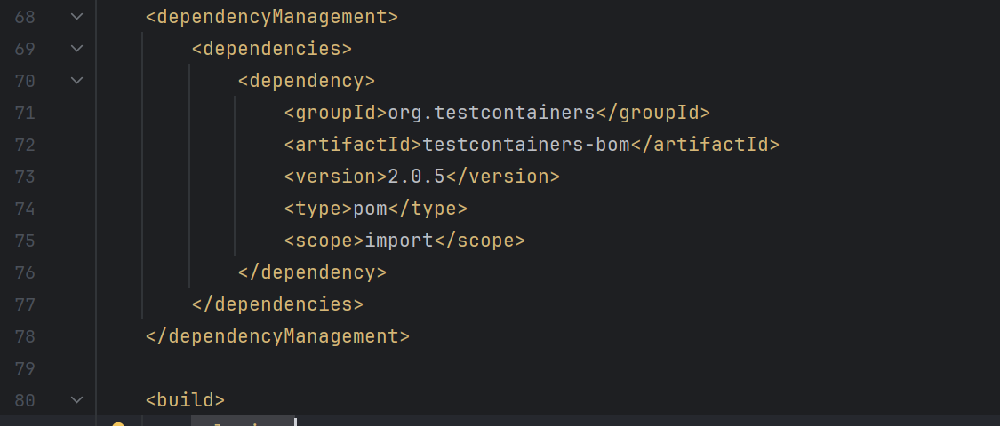 68 <dependencyManagement>
69 <dependencies>
70 <dependency>
71 <groupId>org.testcontainers</groupId>
72 <artifactId>testcontainers-bom</artifactId>
73 <version>2.0.5</version>
74 <type>pom</type>
75 <scope>import</scope>
76 </dependency>
77 </dependencies>
78 </dependencyManagement>
79
80 <build>